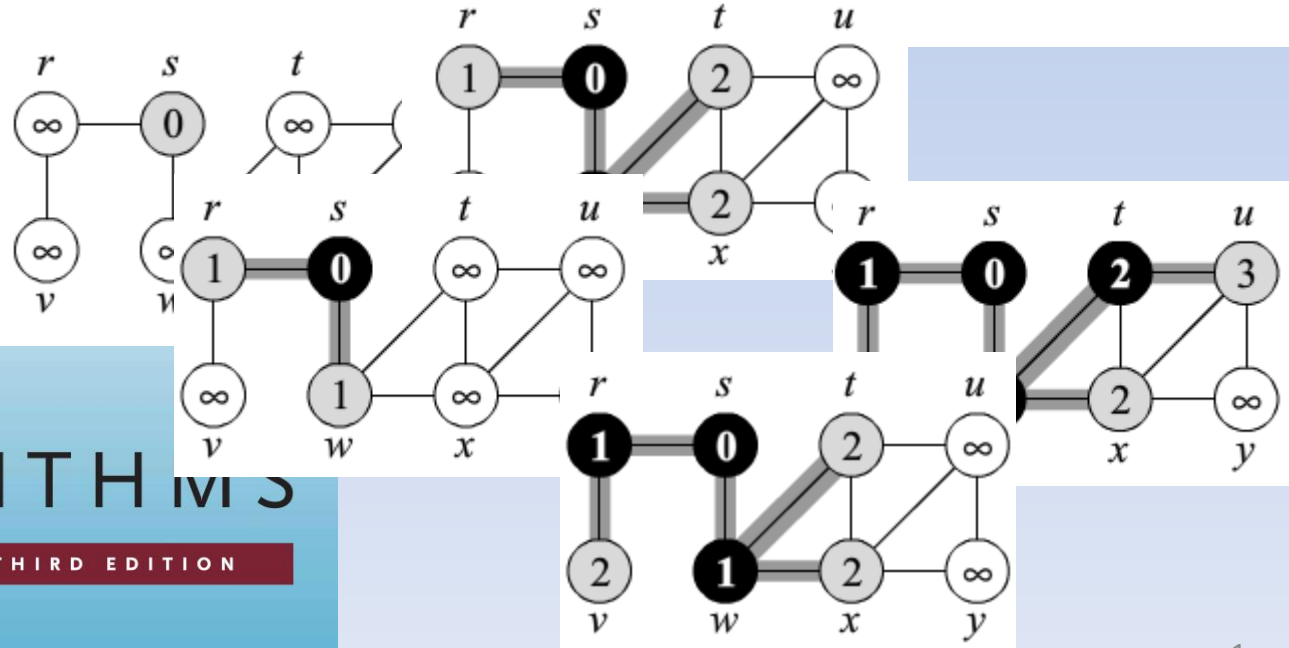 r s t u
1 0 2 ∞
2
x
r s t
∞ 0 ∞
∞
v w
r s t u
1 0 ∞ ∞
∞ 1 ∞
v w x
r s t u
1 0 2 3
2 ∞
x y
r s t u
1 0 2 ∞
2 1 2 ∞
v w x y
ITHMS
THIRD EDITION